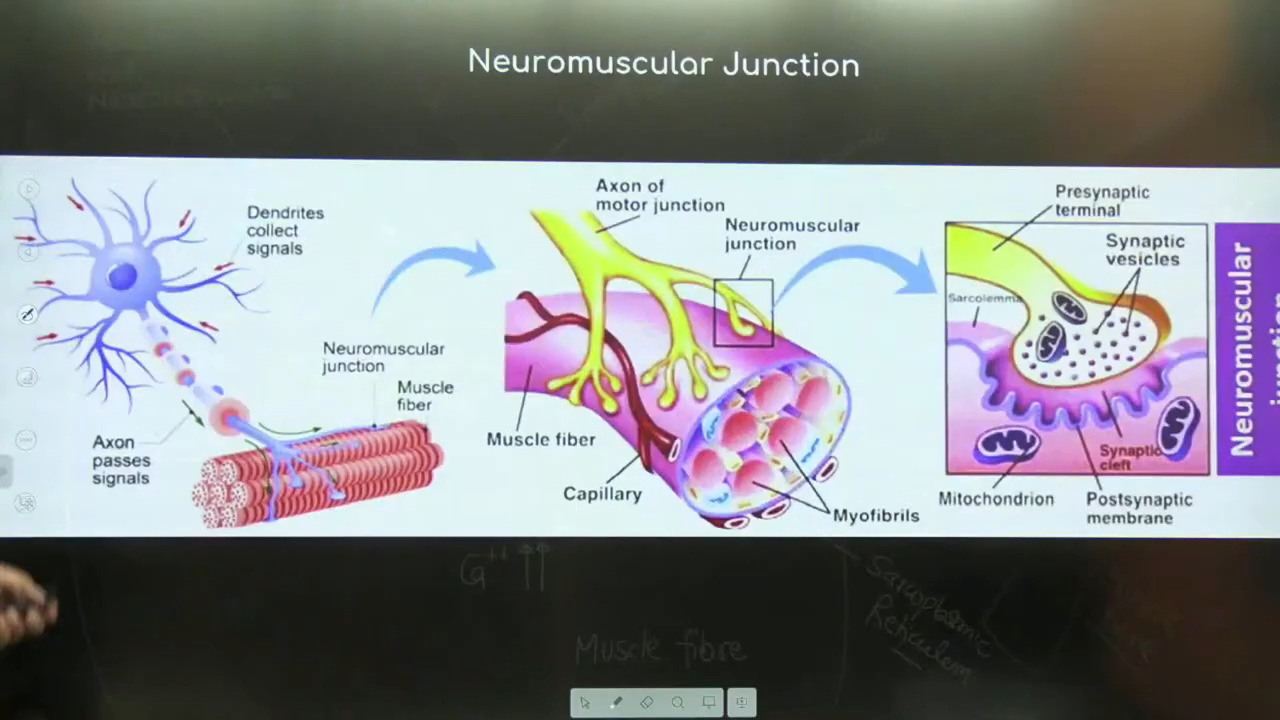 Neuromuscular Junction
Dendrites
collect
signals
Neuromuscular
junction
Muscle
fiber
Axon
passes
signals
Axon of
motor junction
Neuromuscular
junction
Muscle fiber
Capillary
Myofibrils
Presynaptic
terminal
Synaptic
vesicles
Sarcolemma
Synaptic
cleft
Mitochondrion
Postsynaptic
membrane
Neuromuscular
junction
Muscle fibre
Sarcoplasmic
Reticulum